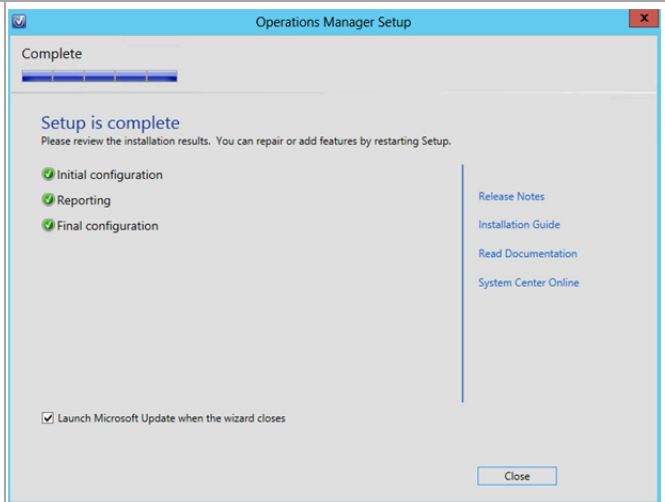 Operations Manager Setup
x
Complete
Setup is complete
Please review the installation results. You can repair or add features by restarting Setup.
Initial configuration
Reporting
Final configuration
Release Notes
Installation Guide
Read Documentation
System Center Online
Launch Microsoft Update when the wizard closes
Close